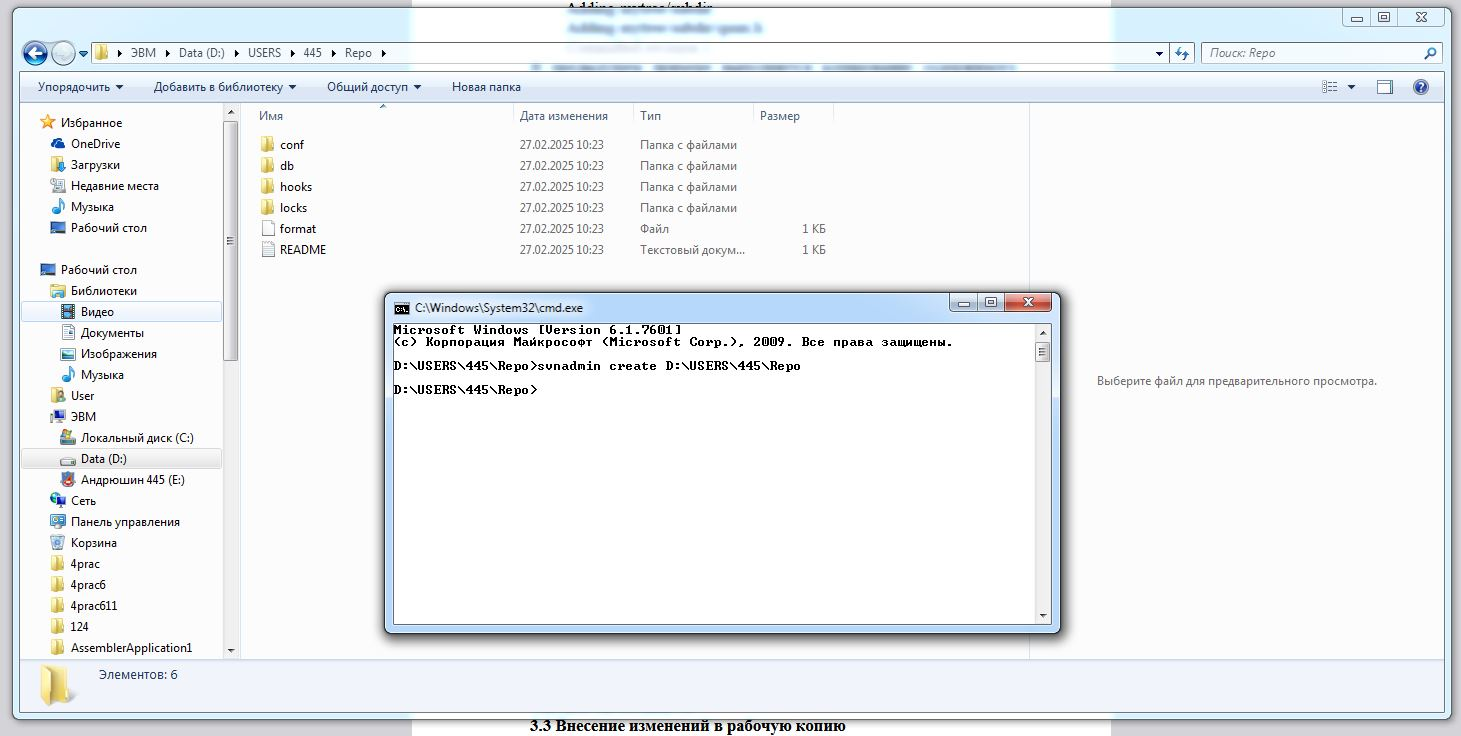 Adding mytree/subdir
ЭВМ Data (D:) USERS 445 Repo
Поиск: Repo
Упорядочить Добавить в библиотеку Общий доступ Новая папка
Имя Дата изменения Тип Размер
conf 27.02.2025 10:23 Папка с файлами
db 27.02.2025 10:23 Папка с файлами
hooks 27.02.2025 10:23 Папка с файлами
locks 27.02.2025 10:23 Папка с файлами
format 27.02.2025 10:23 Файл 1 КБ
README 27.02.2025 10:23 Текстовый докум... 1 КБ
Избранное
OneDrive
Загрузки
Недавние места
Музыка
Рабочий стол
Рабочий стол
Библиотеки
Видео
Документы
Изображения
Музыка
User
ЭВМ
Локальный диск (C:)
Data (D:)
Андрюшин 445 (E:)
Сеть
Панель управления
Корзина
4prac
4prac6
4prac611
124
AssemblerApplication1
C:\Windows\System32\cmd.exe
Microsoft Windows [Version 6.1.7601]
(c) Корпорация Майкрософт (Microsoft Corp.), 2009. Все права защищены.
D:\USERS\445\Repo>svnadmin create D:\USERS\445\Repo
D:\USERS\445\Repo>
Выберите файл для предварительного просмотра.
Элементов: 6
3.3 Внесение изменений в рабочую копию